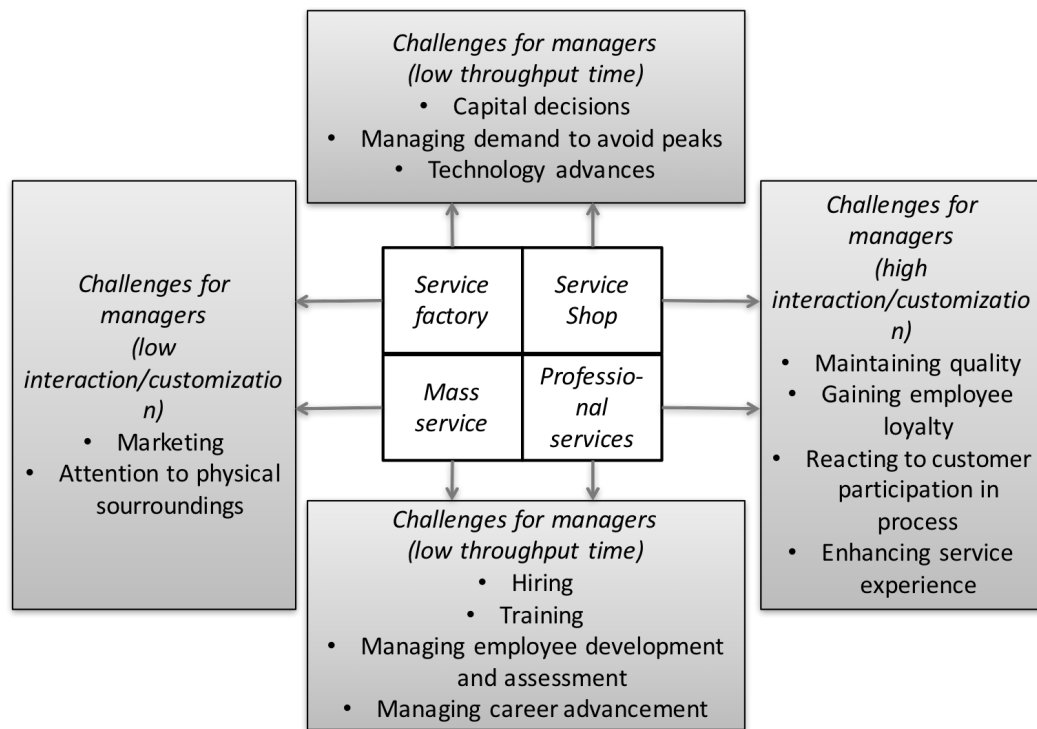 Challenges for managers
(low throughput time)
• Capital decisions
• Managing demand to avoid peaks
• Technology advances
Challenges for
managers
(low
interaction/customizatio
n)
• Marketing
• Attention to physical
sourroundings
Service
factory
Service
Shop
Mass
service
Professio-
nal
services
Challenges for
managers
(high
interaction/customizatio
n)
• Maintaining quality
• Gaining employee
loyalty
• Reacting to customer
participation in
process
• Enhancing service
experience
Challenges for managers
(low throughput time)
• Hiring
• Training
• Managing employee development
and assessment
• Managing career advancement